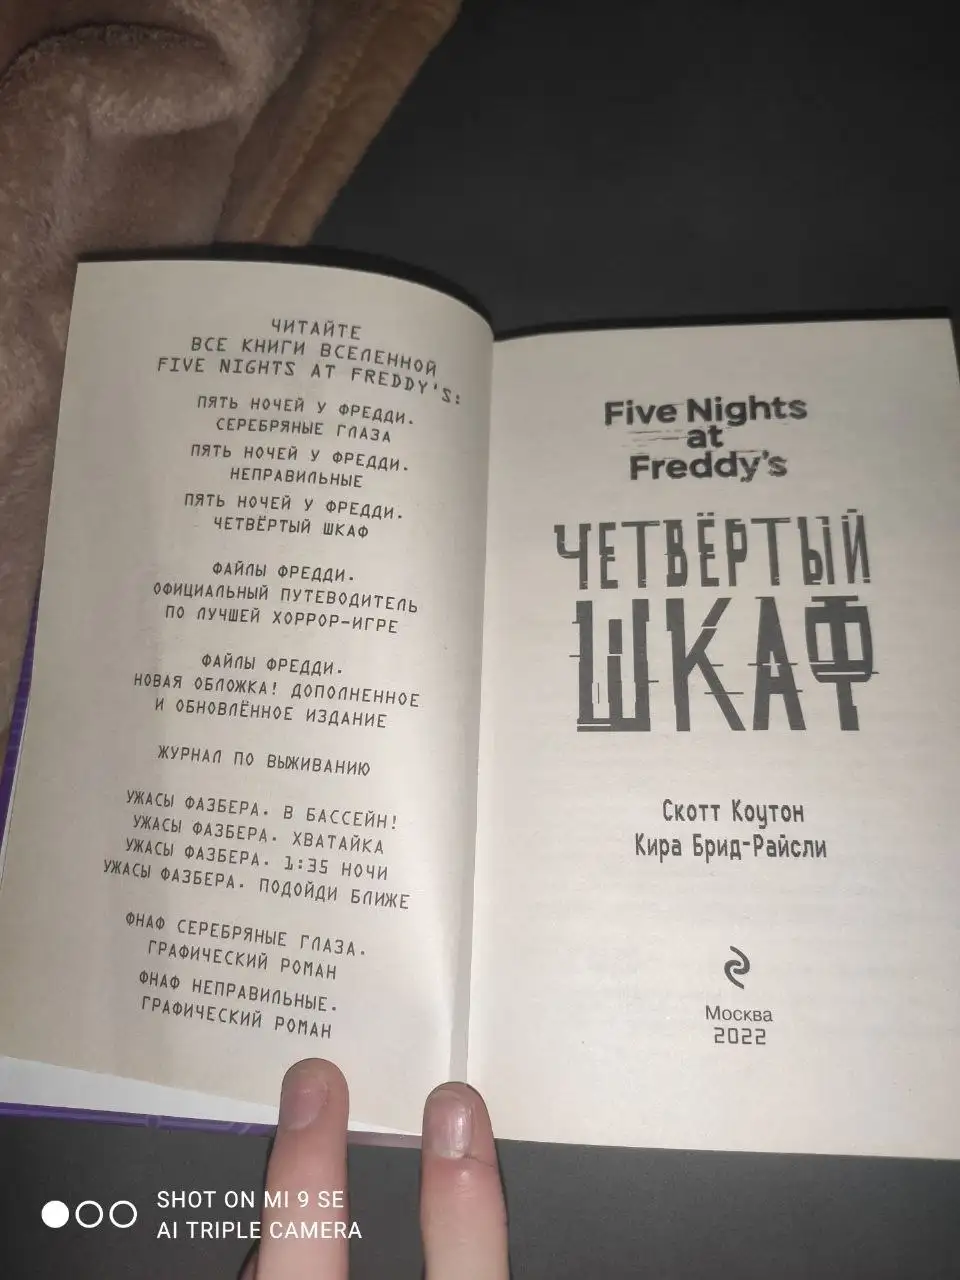 ЧИТАЙТЕ
ВСЕ КНИГИ ВСЕЛЕННОЙ
FIVE NIGHTS AT FREDDY'S:
ПЯТЬ НОЧЕЙ У ФРЕДДИ.
СЕРЕБРЯНЫЕ ГЛАЗА
ПЯТЬ НОЧЕЙ У ФРЕДДИ.
НЕПРАВИЛЬНЫЕ
ПЯТЬ НОЧЕЙ У ФРЕДДИ.
ЧЕТВЁРТЫЙ ШКАФ
ФАЙЛЫ ФРЕДДИ.
ОФИЦИАЛЬНЫЙ ПУТЕВОДИТЕЛЬ
ПО ЛУЧШЕЙ ХОРРОР-ИГРЕ
ФАЙЛЫ ФРЕДДИ.
НОВАЯ ОБЛОЖКА! ДОПОЛНЕННОЕ
И ОБНОВЛЁННОЕ ИЗДАНИЕ
ЖУРНАЛ ПО ВЫЖИВАНИЮ
УЖАСЫ ФАЗБЕРА. В БАССЕЙН!
УЖАСЫ ФАЗБЕРА. ХВАТАЙКА
УЖАСЫ ФАЗБЕРА. 1:35 НОЧИ
УЖАСЫ ФАЗБЕРА. ПОДОЙДИ БЛИЖЕ
ФНАФ СЕРЕБРЯНЫЕ ГЛАЗА.
ГРАФИЧЕСКИЙ РОМАН
ФНАФ НЕПРАВИЛЬНЫЕ.
ГРАФИЧЕСКИЙ РОМАН
Five Nights
at
Freddy's
ЧЕТВЁРТЫЙ
ШКАФ
Скотт Коутон
Кира Брид-Райсли
Москва
2022
SHOT ON MI 9 SE
AI TRIPLE CAMERA